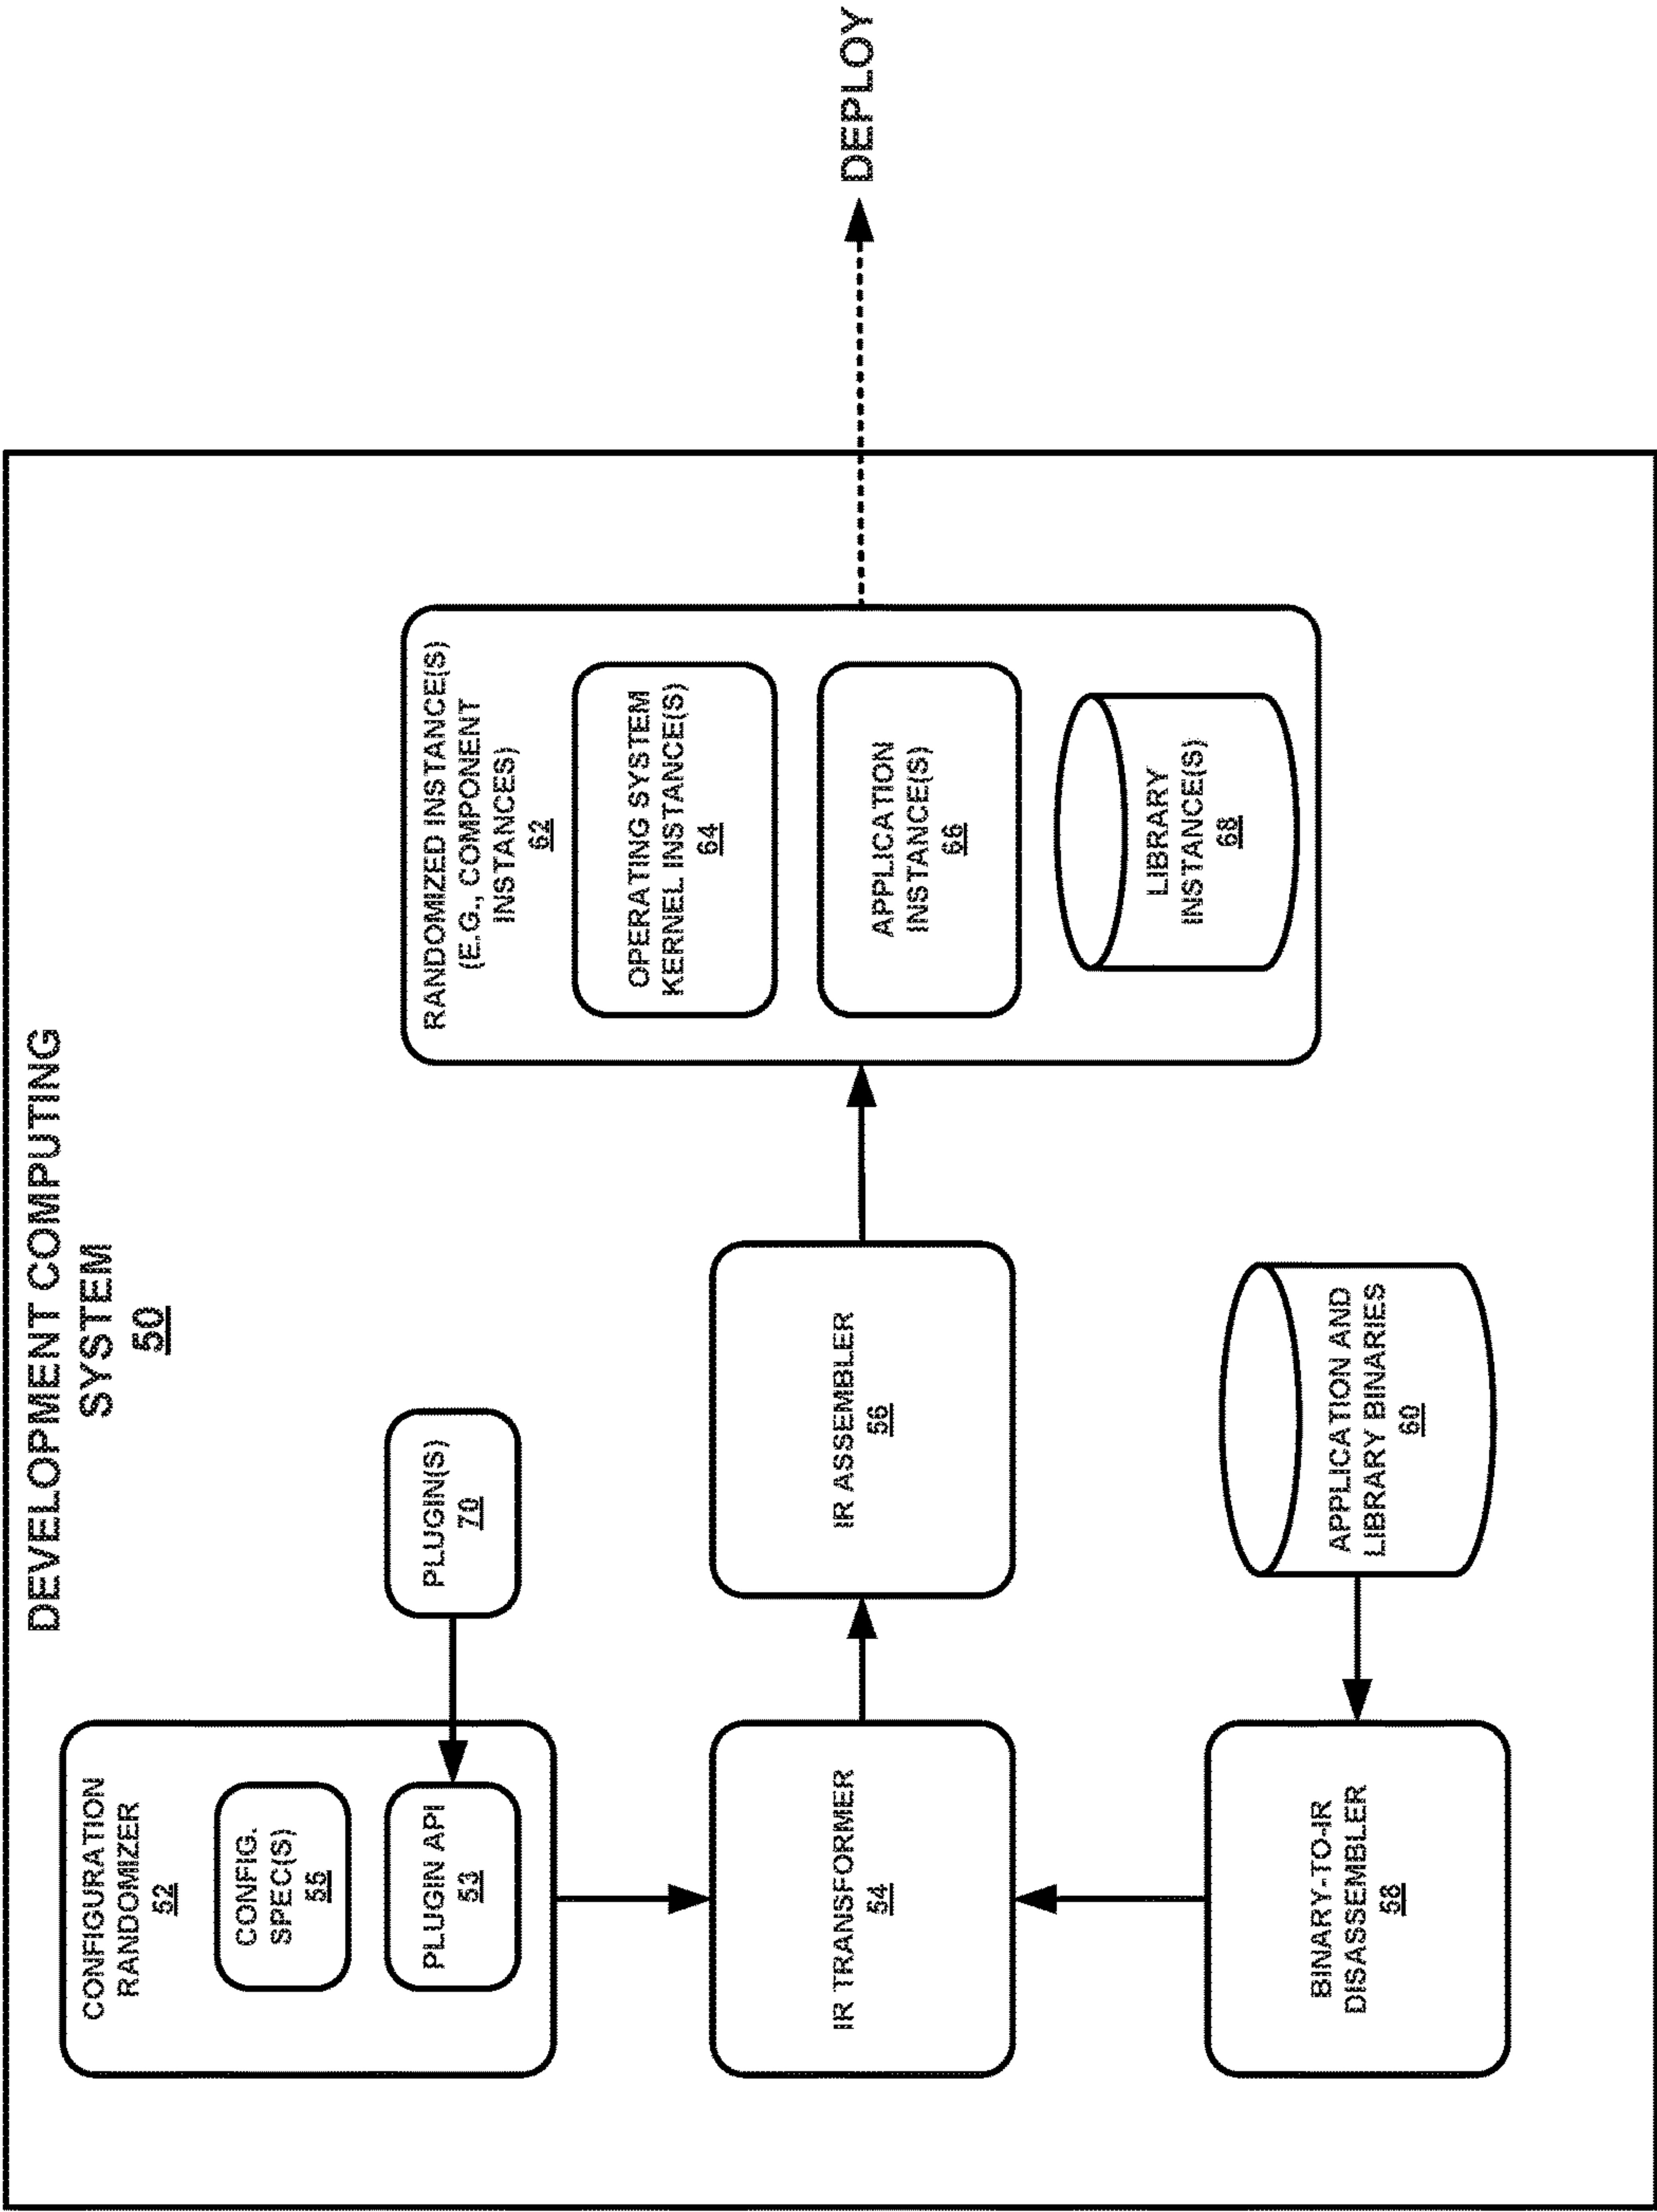 DEVELOPMENT COMPUTING
SYSTEM
50
CONFIGURATION
RANDOMIZER
52
CONFIG.
SPEC(S)
55
PLUGIN API
53
PLUGIN(S)
70
IR TRANSFORMER
54
IR ASSEMBLER
56
BINARY-TO-IR
DISASSEMBLER
58
APPLICATION AND
LIBRARY BINARIES
60
RANDOMIZED INSTANCE(S)
(E.G., COMPONENT
INSTANCES)
62
OPERATING SYSTEM
KERNEL INSTANCE(S)
64
APPLICATION
INSTANCE(S)
66
LIBRARY
INSTANCE(S)
68
DEPLOY